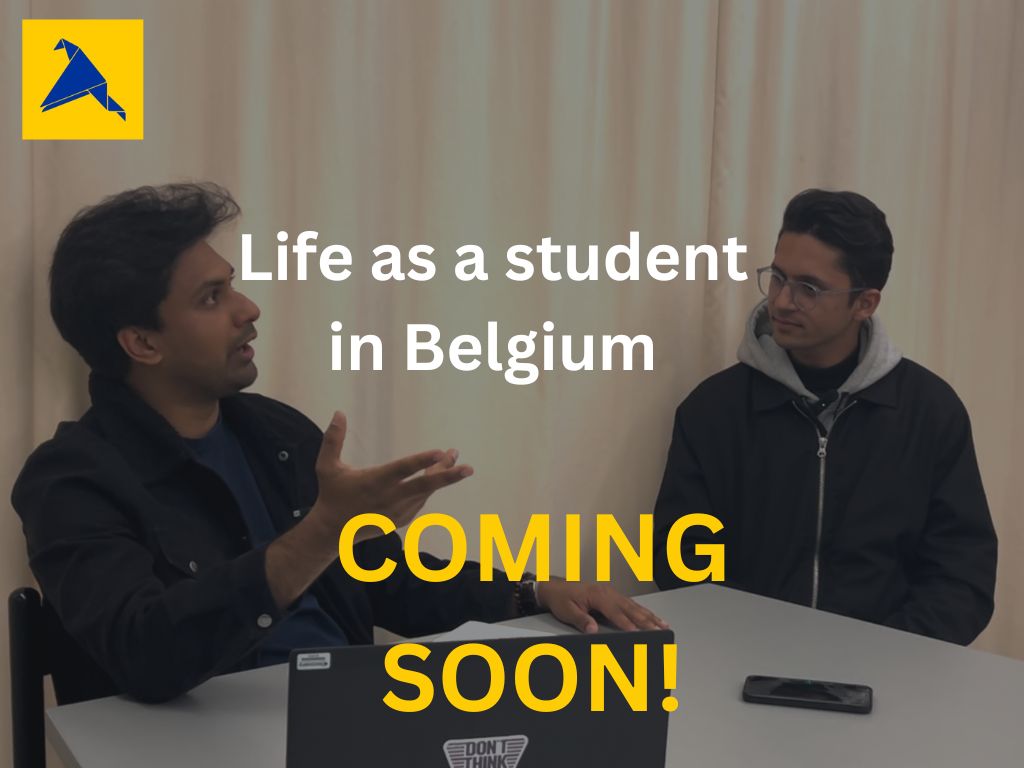 Life as a student
in Belgium
COMING
SOON!
DON'T
THINK